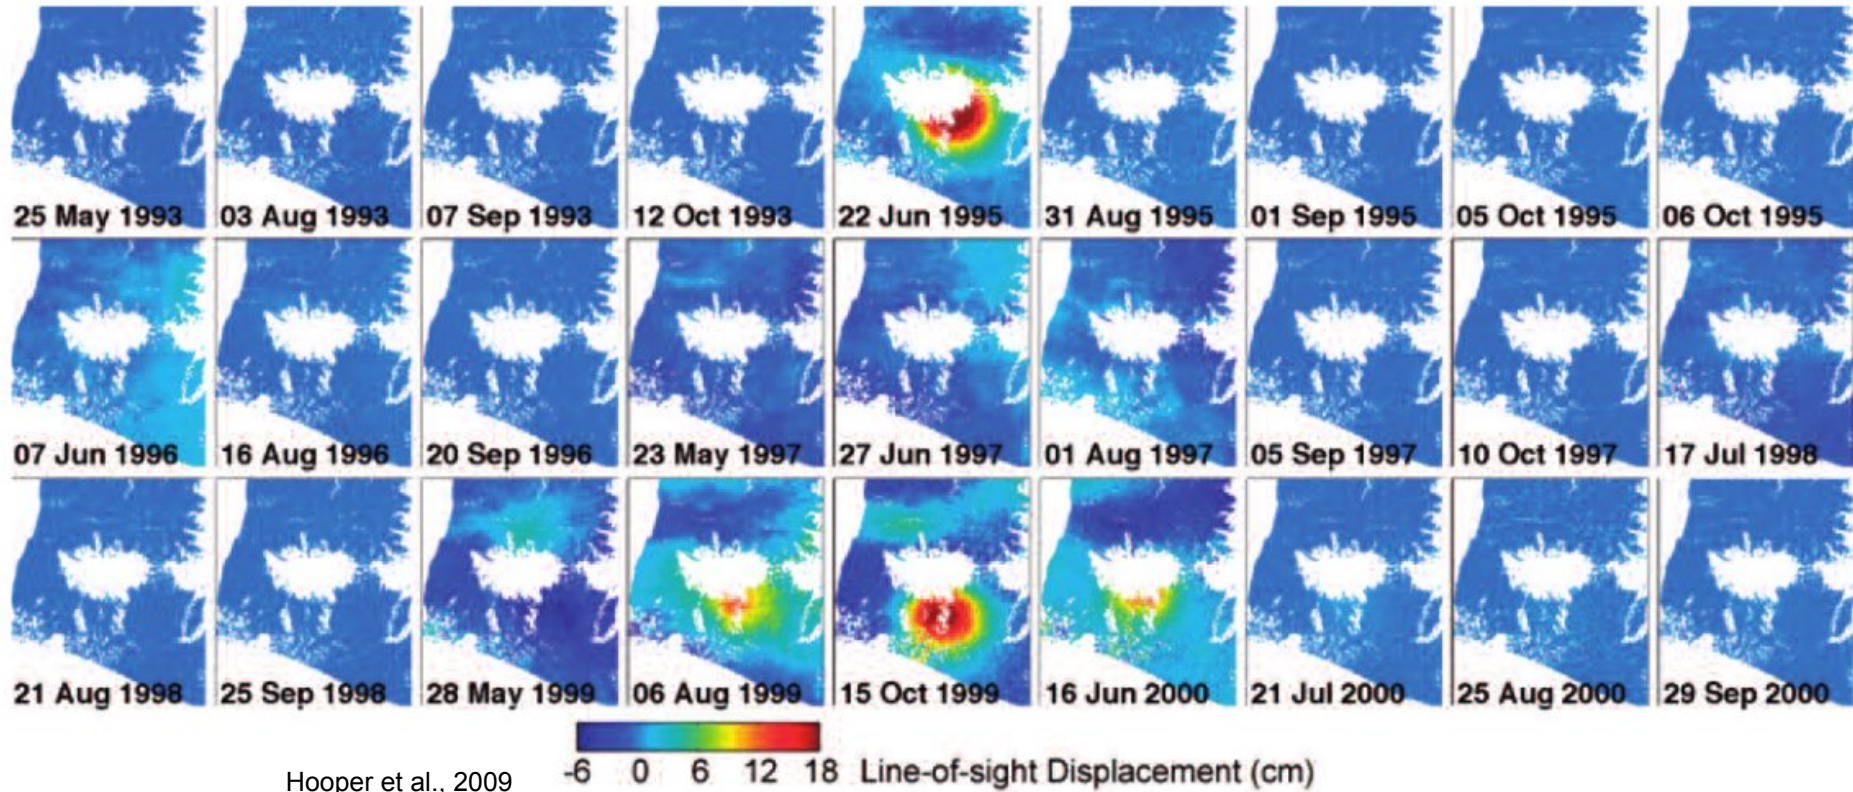 25 May 1993 03 Aug 1993 07 Sep 1993 12 Oct 1993 22 Jun 1995 31 Aug 1995 01 Sep 1995 05 Oct 1995 06 Oct 1995
07 Jun 1996 16 Aug 1996 20 Sep 1996 23 May 1997 27 Jun 1997 01 Aug 1997 05 Sep 1997 10 Oct 1997 17 Jul 1998
21 Aug 1998 25 Sep 1998 28 May 1999 06 Aug 1999 15 Oct 1999 16 Jun 2000 21 Jul 2000 25 Aug 2000 29 Sep 2000
-6 0 6 12 18 Line-of-sight Displacement (cm)
Hooper et al., 2009